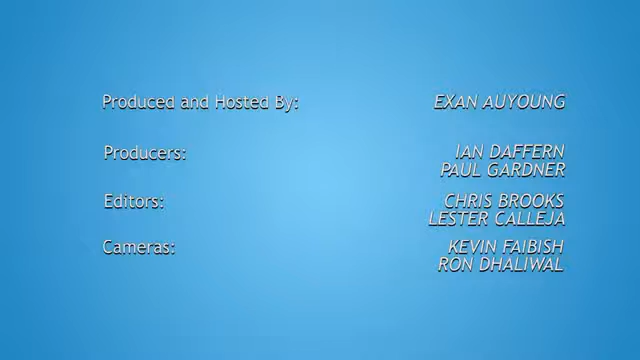 Produced and Hosted By: EXAN AUYOUNG
Producers: IAN DAFFERN
PAUL GARDNER
Editors: CHRIS BROOKS
LESTER CALLEJA
Cameras: KEVIN FAIBISH
RON DHALIWAL